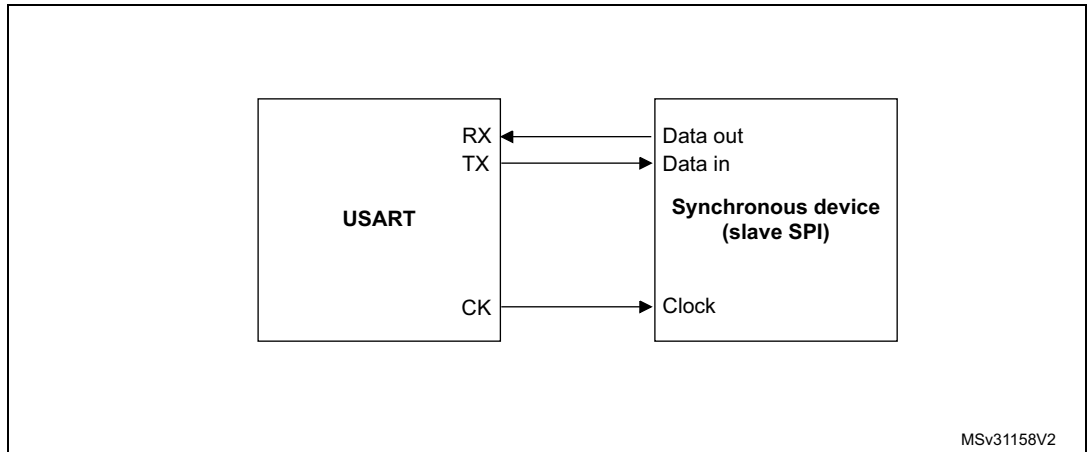 RX
TX
USART
CK
Data out
Data in
Synchronous device
(slave SPI)
Clock
MSv31158V2